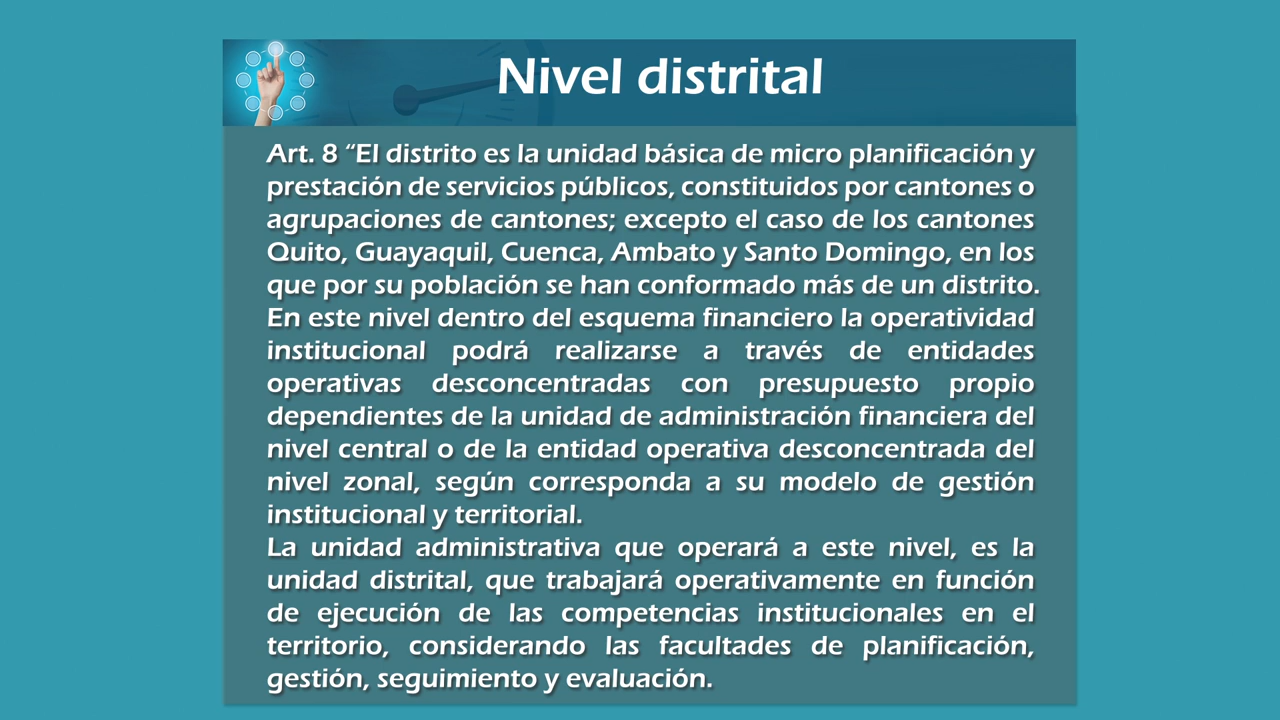 Nivel distrital
Art. 8 “El distrito es la unidad básica de micro planificación y
prestación de servicios públicos, constituidos por cantones o
agrupaciones de cantones; excepto el caso de los cantones
Quito, Guayaquil, Cuenca, Ambato y Santo Domingo, en los
que por su población se han conformado más de un distrito.
En este nivel dentro del esquema financiero la operatividad
institucional podrá realizarse a través de entidades
operativas desconcentradas con presupuesto propio
dependientes de la unidad de administración financiera del
nivel central o de la entidad operativa desconcentrada del
nivel zonal, según corresponda a su modelo de gestión
institucional y territorial.
La unidad administrativa que operará a este nivel, es la
unidad distrital, que trabajará operativamente en función
de ejecución de las competencias institucionales en el
territorio, considerando las facultades de planificación,
gestión, seguimiento y evaluación.